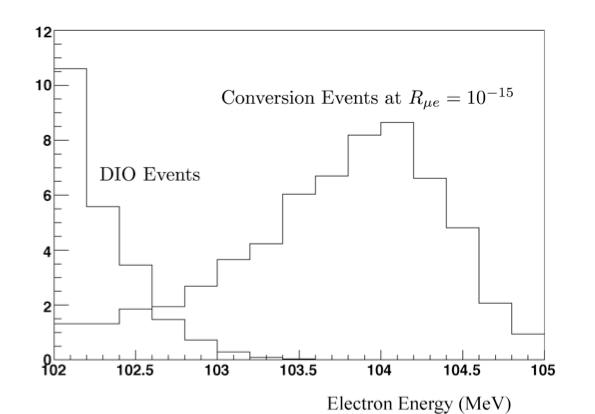 12
10
Conversion Events at $R_{\mu e} = 10^{-15}$
8
DIO Events
6
4
2
0
102 102.5 103 103.5 104 104.5 105
Electron Energy (MeV)